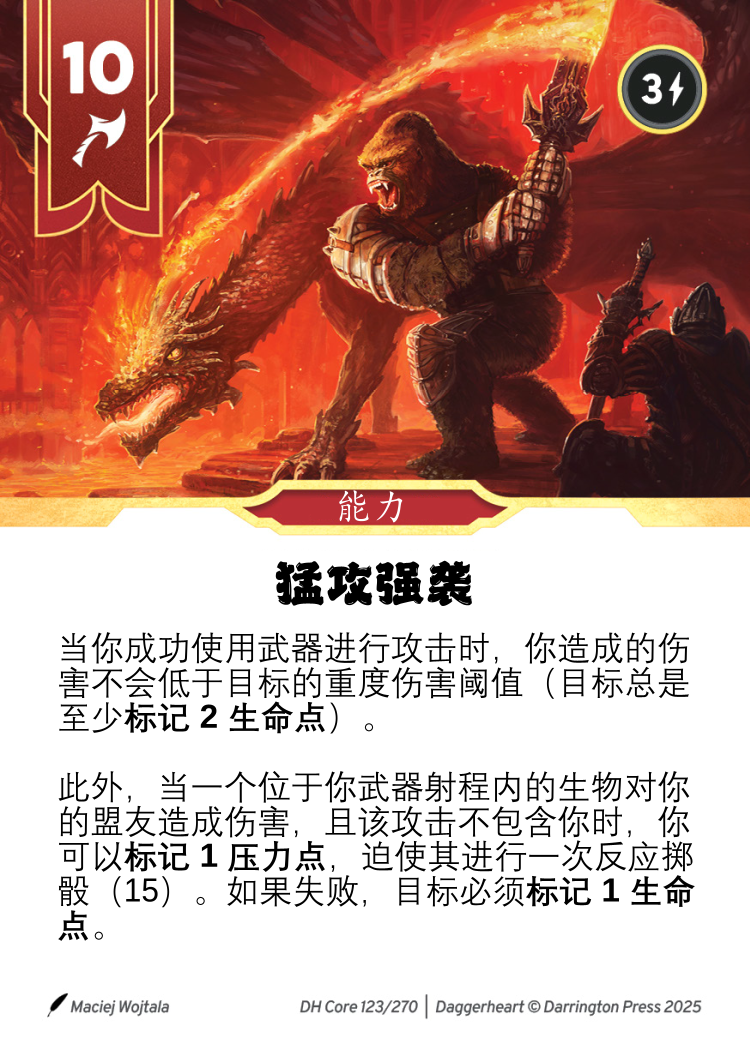 10
3
能力
猛攻强袭
当你成功使用武器进行攻击时，你造成的伤
害不会低于目标的重度伤害阈值（目标总是
至少标记 2 生命点）。
此外，当一个位于你武器射程内的生物对你
的盟友造成伤害，且该攻击不包含你时，你
可以标记 1 压力点，迫使其进行一次反应掷
骰（15）。如果失败，目标必须标记 1 生命
点。
Maciej Wojtala
DH Core 123/270 | Daggerheart © Darrington Press 2025